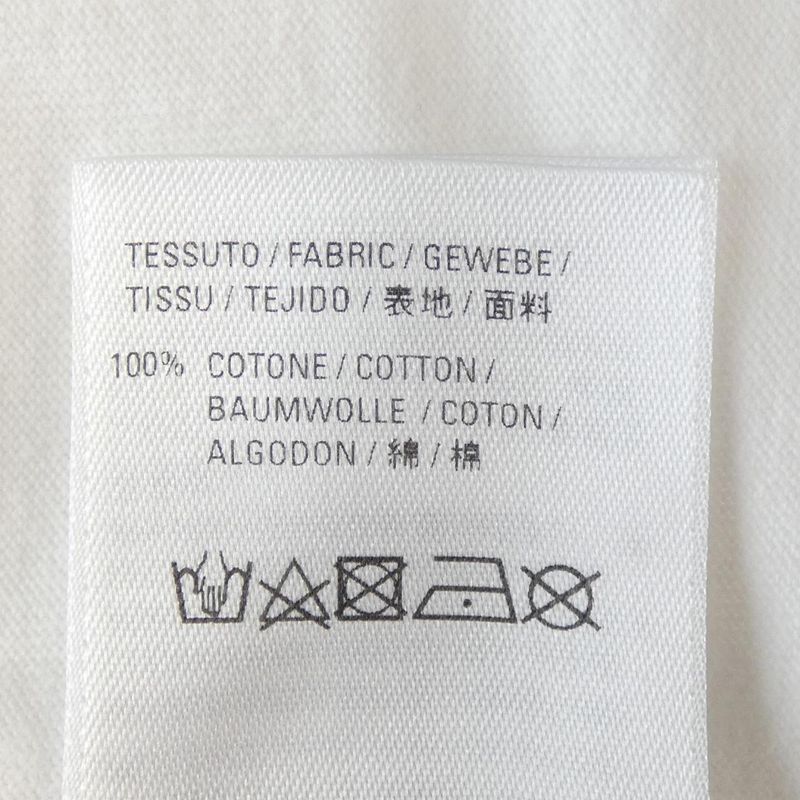 TESSUTO / FABRIC / GEWEBE /
TISSU / TEJIDO / 表地 / 面料
100% COTONE / COTTON /
BAUMWOLLE / COTON /
ALGODON / 綿 / 棉